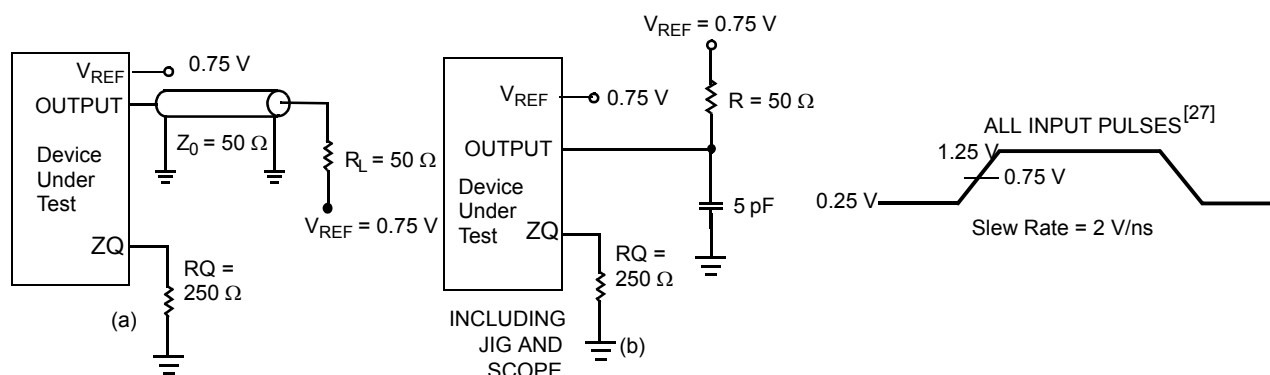 V_REF
0.75 V
OUTPUT
Z_0 = 50 Ω
Device
Under
Test
R_L = 50 Ω
V_REF = 0.75 V
ZQ
RQ =
250 Ω
(a)
V_REF = 0.75 V
V_REF
0.75 V
R = 50 Ω
OUTPUT
Device
Under
Test
5 pF
ZQ
RQ =
250 Ω
INCLUDING
JIG AND
SCOPE
(b)
ALL INPUT PULSES[27]
1.25 V
0.75 V
0.25 V
Slew Rate = 2 V/ns